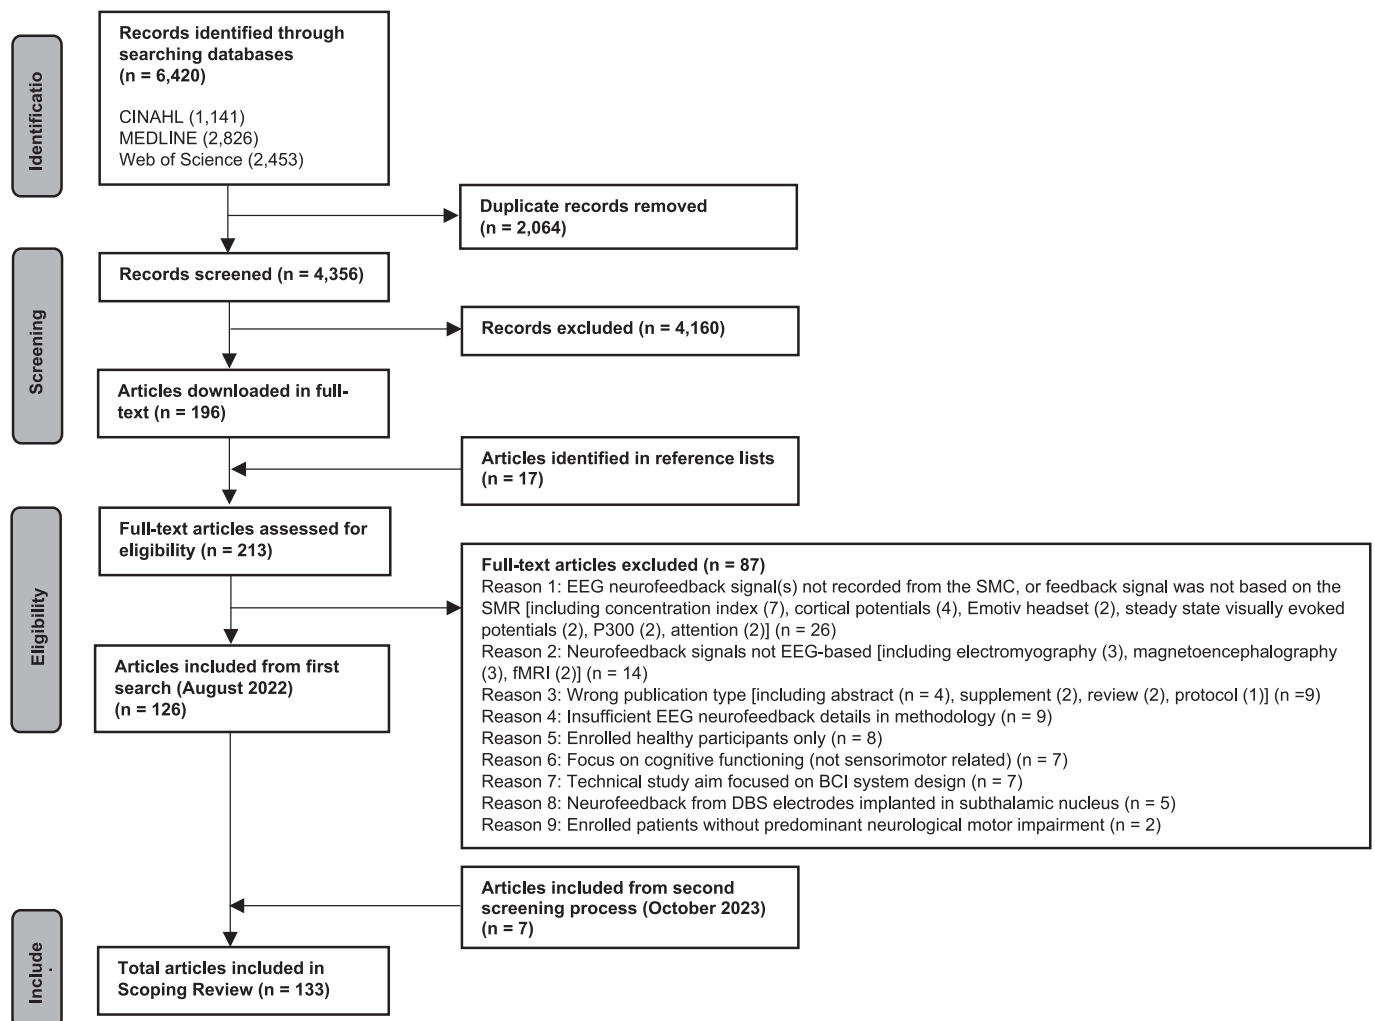 Identificatio
Records identified through
searching databases
(n = 6,420)
CINAHL (1,141)
MEDLINE (2,826)
Web of Science (2,453)
Duplicate records removed
(n = 2,064)
Screening
Records screened (n = 4,356)
Records excluded (n = 4,160)
Articles downloaded in full-
text (n = 196)
Articles identified in reference lists
(n = 17)
Eligibility
Full-text articles assessed for
eligibility (n = 213)
Full-text articles excluded (n = 87)
Reason 1: EEG neurofeedback signal(s) not recorded from the SMC, or feedback signal was not based on the
SMR [including concentration index (7), cortical potentials (4), Emotiv headset (2), steady state visually evoked
potentials (2), P300 (2), attention (2)] (n = 26)
Reason 2: Neurofeedback signals not EEG-based [including electromyography (3), magnetoencephalography
(3), fMRI (2)] (n = 14)
Reason 3: Wrong publication type [including abstract (n = 4), supplement (2), review (2), protocol (1)] (n =9)
Reason 4: Insufficient EEG neurofeedback details in methodology (n = 9)
Reason 5: Enrolled healthy participants only (n = 8)
Reason 6: Focus on cognitive functioning (not sensorimotor related) (n = 7)
Reason 7: Technical study aim focused on BCI system design (n = 7)
Reason 8: Neurofeedback from DBS electrodes implanted in subthalamic nucleus (n = 5)
Reason 9: Enrolled patients without predominant neurological motor impairment (n = 2)
Articles included from first
search (August 2022)
(n = 126)
Articles included from second
screening process (October 2023)
(n = 7)
Include
Total articles included in
Scoping Review (n = 133)